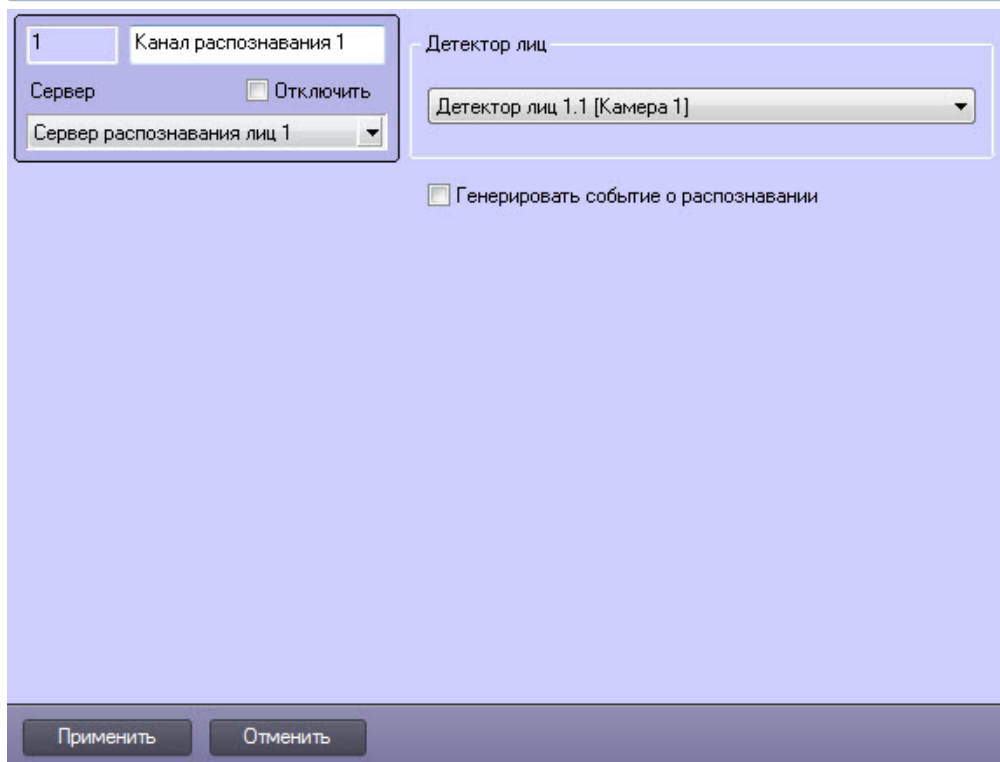 1
Канал распознавания 1
Сервер
Отключить
Сервер распознавания лиц 1
Детектор лиц
Детектор лиц 1.1 [Камера 1]
Генерировать событие о распознавании
Применить
Отменить